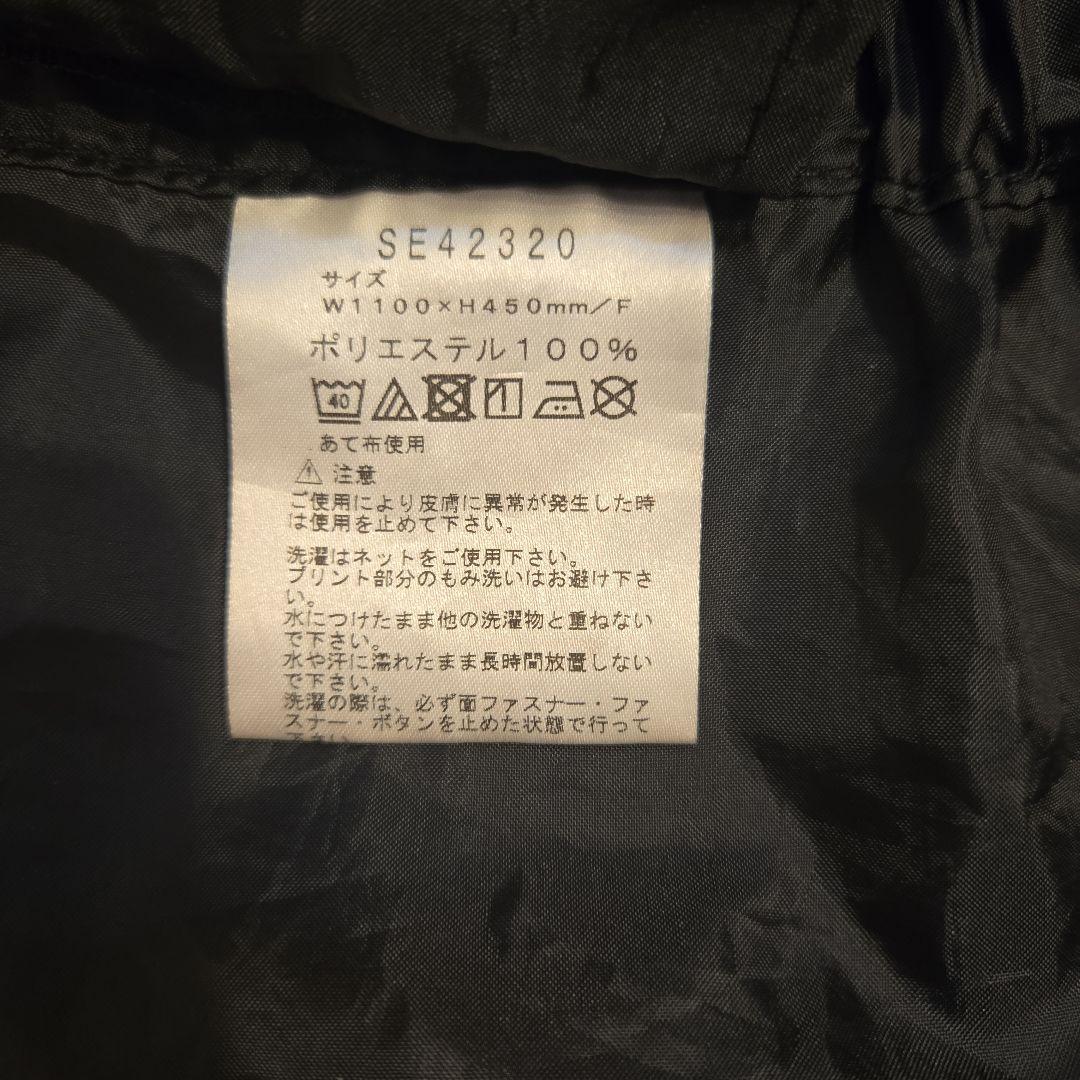 SE42320
サイズ
W1100×H450mm/F
ポリエステル100%
40
あて布使用
注意
ご使用により皮膚に異常が発生した時
は使用を止めて下さい。
洗濯はネットをご使用下さい。
プリント部分のもみ洗いはお避け下さ
い。
水につけたまま他の洗濯物と重ねない
で下さい。
水や汗に濡れたまま長時間放置しない
で下さい。
洗濯の際は、必ず面ファスナー・ファ
スナー・ボタンを止めた状態で行って
下さい